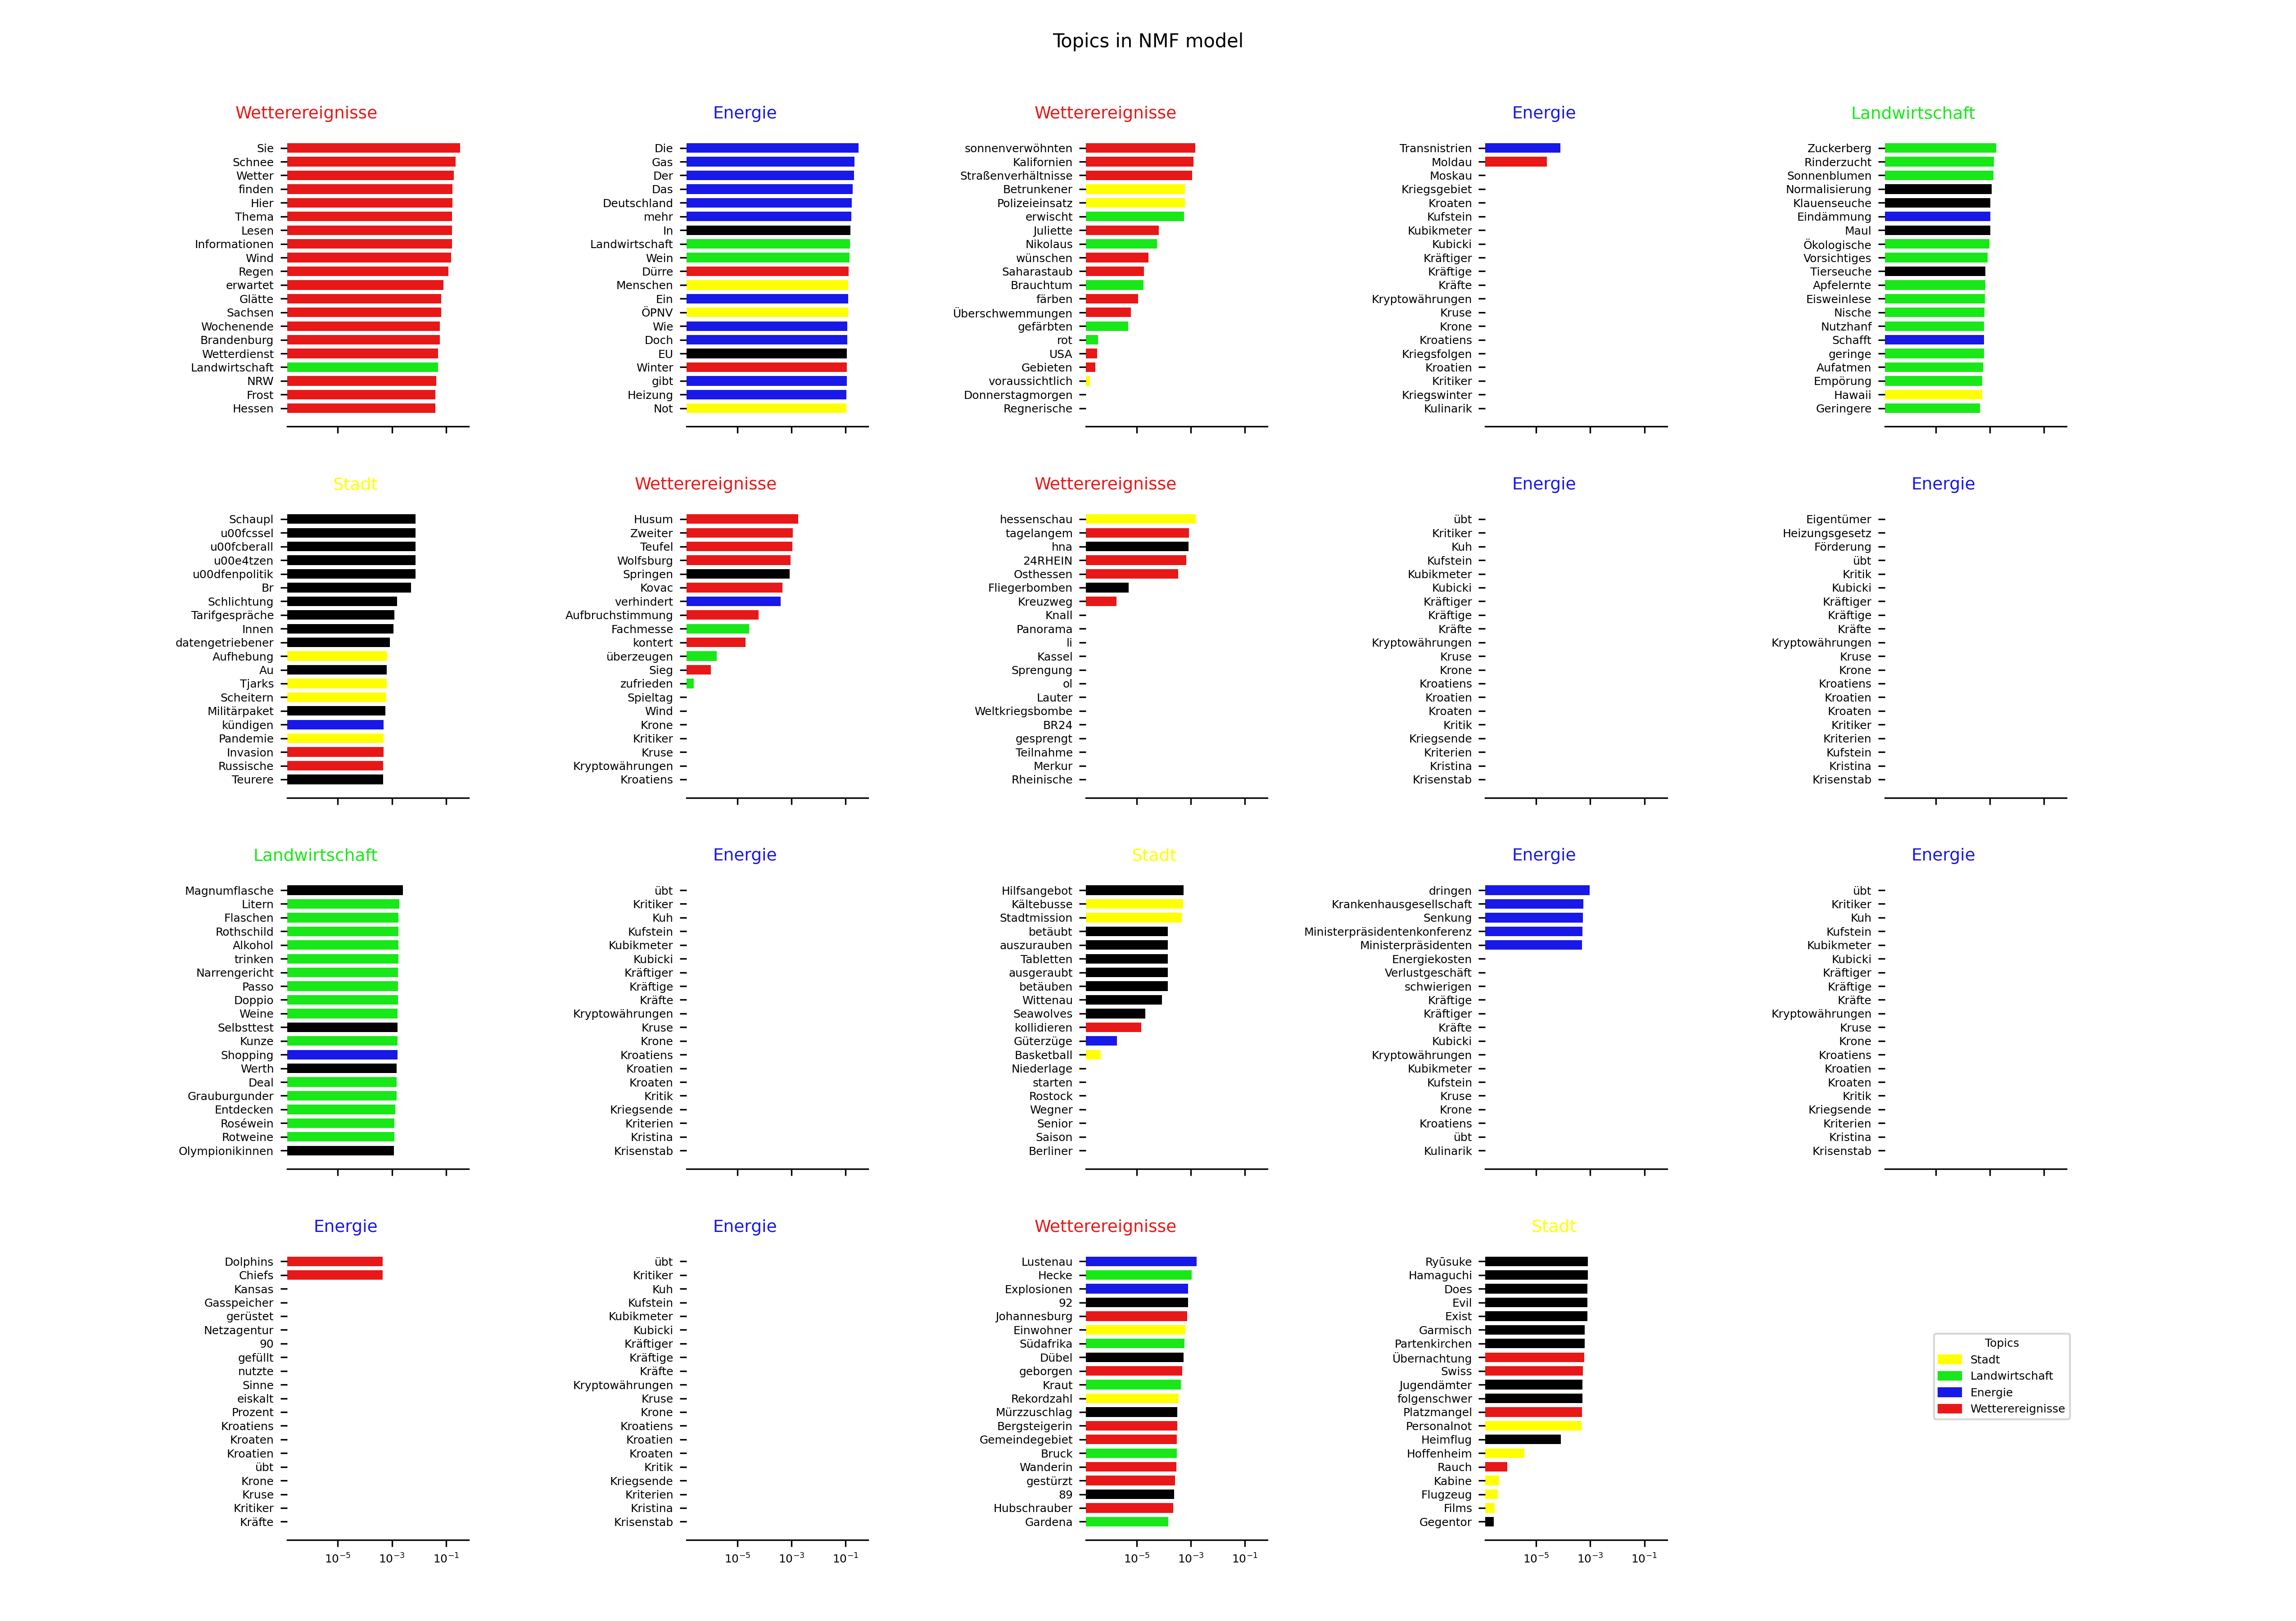 Topics in NMF model
Wetterereignisse
Sie
Schnee
Wetter
finden
Hier
Thema
Lesen
Informationen
Wind
Regen
erwartet
Glätte
Sachsen
Wochenende
Brandenburg
Wetterdienst
Landwirtschaft
NRW
Frost
Hessen
Energie
Die
Gas
Der
Das
Deutschland
mehr
In
Landwirtschaft
Wein
Dürre
Menschen
Ein
ÖPNV
Wie
Doch
EU
Winter
gibt
Heizung
Not
Wetterereignisse
sonnenverwöhnten
Kalifornien
Straßenverhältnisse
Betrunkener
Polizeieinsatz
erwischt
Juliette
Nikolaus
wünschen
Saharastaub
Brauchtum
färben
Überschwemmungen
gefärbten
rot
USA
Gebieten
voraussichtlich
Donnerstagmorgen
Regnerische
Energie
Transnistrien
Moldau
Moskau
Kriegsgebiet
Kroaten
Kufstein
Kubikmeter
Kubicki
Kräftiger
Kräftige
Kräfte
Kryptowährungen
Kruse
Krone
Kroatiens
Kriegsfolgen
Kroatien
Kritiker
Kriegswinter
Kulinarik
Landwirtschaft
Zuckerberg
Rinderzucht
Sonnenblumen
Normalisierung
Klauenseuche
Eindämmung
Maul
Ökologische
Vorsichtiges
Tierseuche
Apfelernte
Eisweinlese
Nische
Nutzhanf
Schafft
geringe
Aufatmen
Empörung
Hawaii
Geringere
Stadt
Schaupl
u00fcssel
u00fcberall
u00e4tzen
u00dfenpolitik
Br
Schlichtung
Tarifgespräche
Innen
datengetriebener
Aufhebung
Au
Tjarks
Scheitern
Militärpaket
kündigen
Pandemie
Invasion
Russische
Teurere
Wetterereignisse
Husum
Zweiter
Teufel
Wolfsburg
Springen
Kovac
verhindert
Aufbruchstimmung
Fachmesse
kontert
überzeugen
Sieg
zufrieden
Spieltag
Wind
Krone
Kritiker
Kruse
Kryptowährungen
Kroatiens
Wetterereignisse
hessenschau
tagelangem
hna
24RHEIN
Osthessen
Fliegerbomben
Kreuzweg
Knall
Panorama
li
Kassel
Sprengung
ol
Lauter
Weltkriegsbombe
BR24
gesprengt
Teilnahme
Merkur
Rheinische
Energie
übt
Kritiker
Kuh
Kufstein
Kubikmeter
Kubicki
Kräftiger
Kräftige
Kräfte
Kryptowährungen
Kruse
Krone
Kroatiens
Kroatien
Kroaten
Kritik
Kriegsende
Kriterien
Kristina
Krisenstab
Energie
Eigentümer
Heizungsgesetz
Förderung
übt
Kritik
Kubicki
Kräftiger
Kräftige
Kräfte
Kryptowährungen
Kruse
Krone
Kroatiens
Kroatien
Kroaten
Kritiker
Kriterien
Kufstein
Kristina
Krisenstab
Landwirtschaft
Magnumflasche
Litern
Flaschen
Rothschild
Alkohol
trinken
Narrengericht
Passo
Doppio
Weine
Selbsttest
Kunze
Shopping
Werth
Deal
Grauburgunder
Entdecken
Roséwein
Rotweine
Olympionikinnen
Energie
übt
Kritiker
Kuh
Kufstein
Kubikmeter
Kubicki
Kräftiger
Kräftige
Kräfte
Kryptowährungen
Kruse
Krone
Kroatiens
Kroatien
Kroaten
Kritik
Kriegsende
Kriterien
Kristina
Krisenstab
Stadt
Hilfsangebot
Kältebusse
Stadtmission
betäubt
auszurauben
Tabletten
ausgeraubt
betäuben
Wittenau
Seawolves
kollidieren
Güterzüge
Basketball
Niederlage
starten
Rostock
Wegner
Senior
Saison
Berliner
Energie
dringen
Krankenhausgesellschaft
Senkung
Ministerpräsidentenkonferenz
Ministerpräsidenten
Energiekosten
Verlustgeschäft
schwierigen
Kräftige
Kräftiger
Kräfte
Kubicki
Kryptowährungen
Kubikmeter
Kufstein
Kruse
Krone
Kroatiens
übt
Kulinarik
Energie
übt
Kritiker
Kuh
Kufstein
Kubikmeter
Kubicki
Kräftiger
Kräftige
Kräfte
Kryptowährungen
Kruse
Krone
Kroatiens
Kroatien
Kroaten
Kritik
Kriegsende
Kriterien
Kristina
Krisenstab
Energie
Dolphins
Chiefs
Kansas
Gasspeicher
gerüstet
Netzagentur
90
gefüllt
nutzte
Sinne
eiskalt
Prozent
Kroatiens
Kroaten
Kroatien
übt
Krone
Kruse
Kritiker
Kräfte
10⁻⁵ 10⁻³ 10⁻¹
Energie
übt
Kritiker
Kuh
Kufstein
Kubikmeter
Kubicki
Kräftiger
Kräftige
Kräfte
Kryptowährungen
Kruse
Krone
Kroatiens
Kroatien
Kroaten
Kritik
Kriegsende
Kriterien
Kristina
Krisenstab
10⁻⁵ 10⁻³ 10⁻¹
Wetterereignisse
Lustenau
Hecke
Explosionen
92
Johannesburg
Einwohner
Südafrika
Dübel
geboren
Kraut
Rekordzahl
Mürzzuschlag
Bergsteigerin
Gemeindegebiet
Bruck
Wanderin
gestürzt
89
Hubschrauber
Gardena
10⁻⁵ 10⁻³ 10⁻¹
Stadt
Ryūsuke
Hamaguchi
Does
Evil
Exist
Garmisch
Partenkirchen
Übernachtung
Swiss
Jugendämter
folgenschwer
Platzmangel
Personalnot
Heimflug
Hoffenheim
Rauch
Kabine
Flugzeug
Films
Gegentor
10⁻⁵ 10⁻³ 10⁻¹
Topics
Stadt
Landwirtschaft
Energie
Wetterereignisse